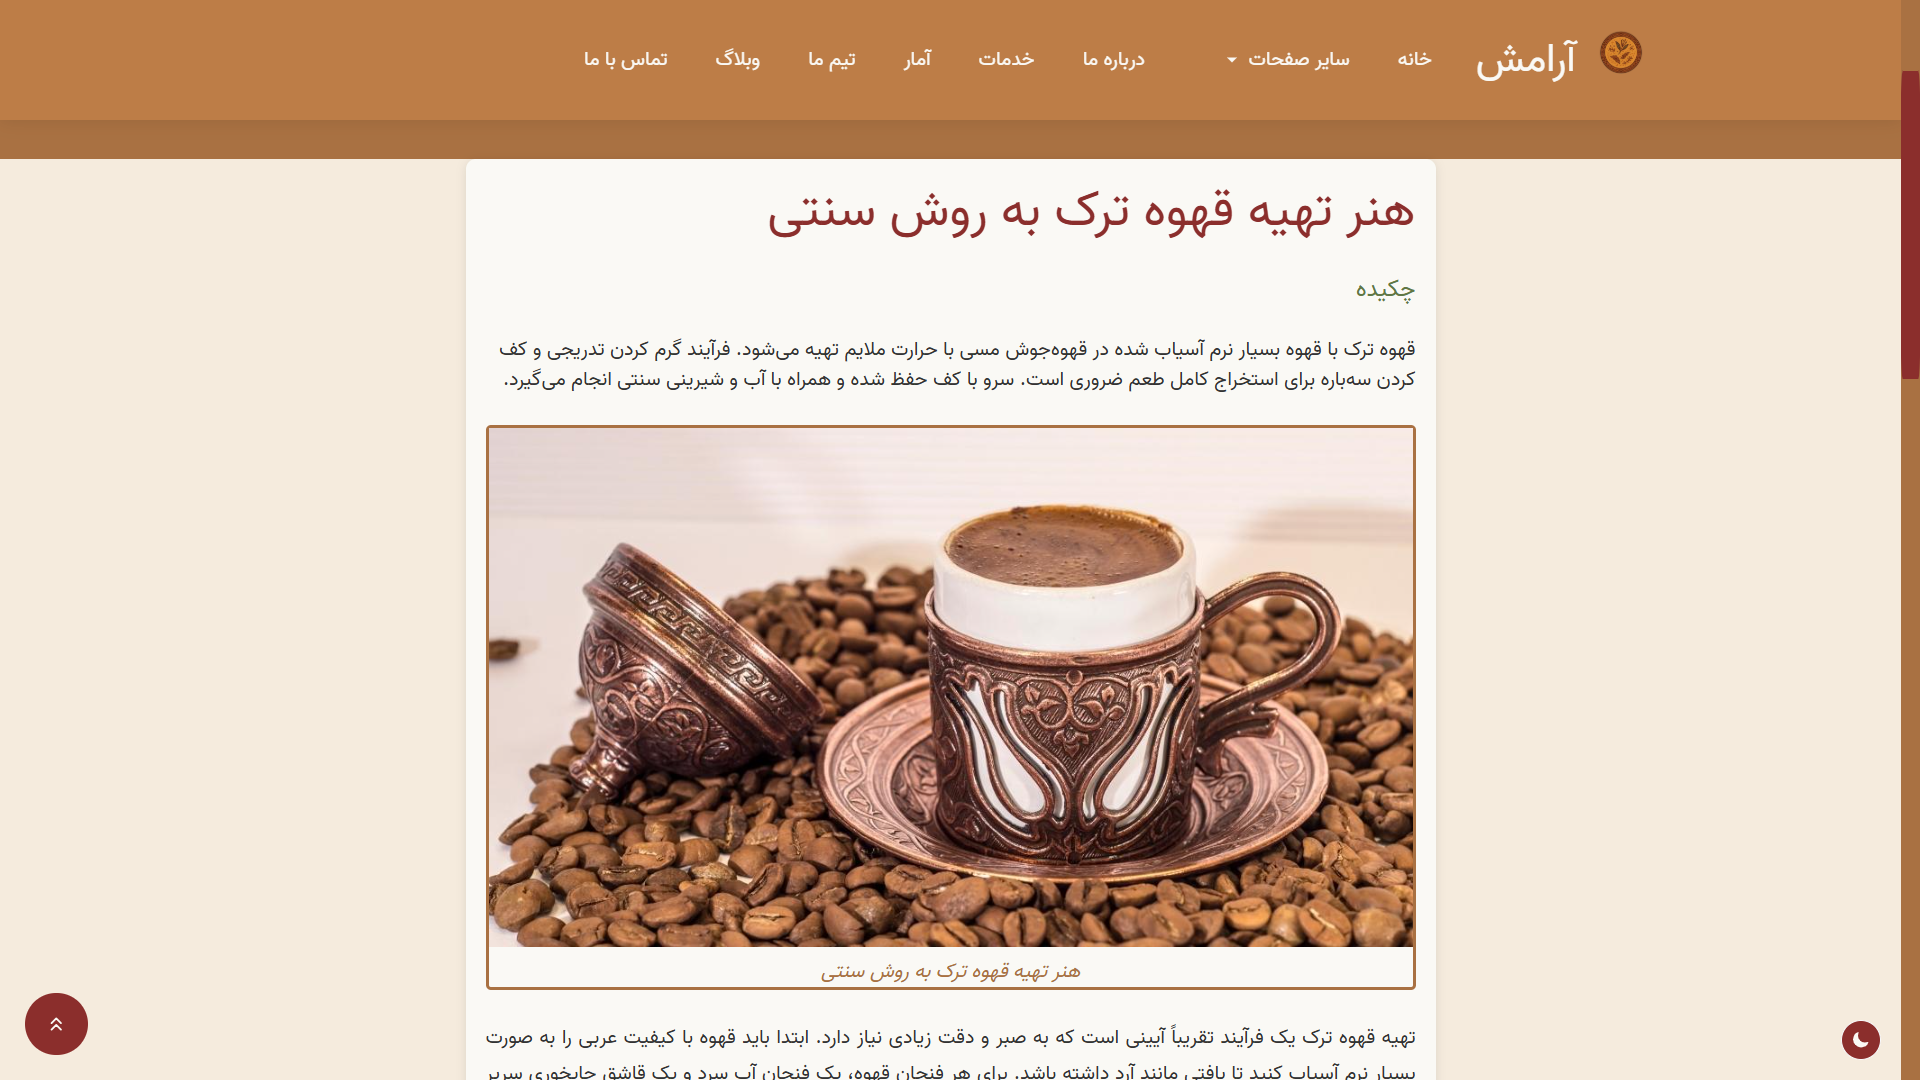 آرامش
خانه
سایر صفحات
درباره ما
خدمات
آمار
تیم ما
وبلاگ
تماس با ما
هنر تهیه قهوه ترک به روش سنتی
چکیده
قهوه ترک با قهوه بسیار نرم آسیاب شده در قهوه‌جوش مسی با حرارت ملایم تهیه می‌شود. فرآیند گرم کردن تدریجی و کف
کردن سه‌باره برای استخراج کامل طعم ضروری است. سرو با کف حفظ شده و همراه با آب و شیرینی سنتی انجام می‌گیرد.
هنر تهیه قهوه ترک به روش سنتی
تهیه قهوه ترک یک فرآیند تقریباً آیینی است که به صبر و دقت زیادی نیاز دارد. ابتدا باید قهوه با کیفیت عربی را به صورت
بسیار نرم آسیاب کنید تا بافتی مانند آرد داشته باشد. برای هر فنجان قهوه، یک فنجان آب سرد و یک قاشق چایخوری سرپر